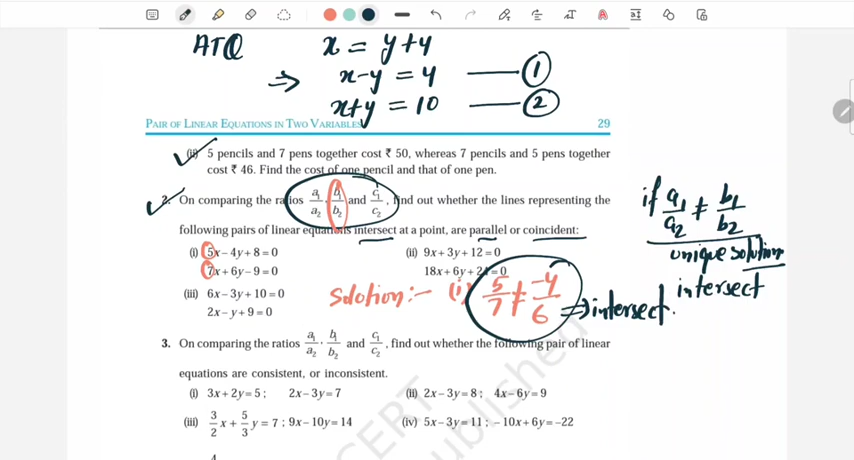 ATQ x = y+4
⇒ x-y = 4 —— ①
x+y = 10 —— ②
PAIR OF LINEAR EQUATIONS IN TWO VARIABLES 29
5 pencils and 7 pens together cost ₹ 50, whereas 7 pencils and 5 pens together
cost ₹ 46. Find the cost of one pencil and that of one pen.
2. On comparing the ratios a₁/a₂, b₁/b₂ and c₁/c₂, find out whether the lines representing the
following pairs of linear equations intersect at a point, are parallel or coincident:
(i) 5x – 4y + 8 = 0 (ii) 9x + 3y + 12 = 0
7x + 6y – 9 = 0 18x + 6y + 24 = 0
(iii) 6x – 3y + 10 = 0
2x – y + 9 = 0
if a₁/a₂ ≠ b₁/b₂
unique solution
intersect
Solution:- (i) 5/7 ≠ -4/6 ⇒ intersect.
3. On comparing the ratios a₁/a₂, b₁/b₂ and c₁/c₂, find out whether the following pair of linear
equations are consistent, or inconsistent.
(i) 3x + 2y = 5 ; 2x – 3y = 7 (ii) 2x – 3y = 8 ; 4x – 6y = 9
(iii) 3/2 x + 5/3 y = 7 ; 9x – 10y = 14 (iv) 5x – 3y = 11 ; – 10x + 6y = –22